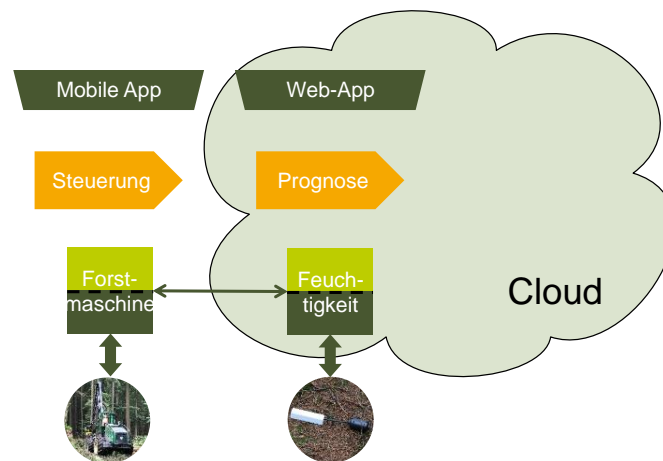 Mobile App
Web-App
Steuerung
Prognose
Forst-
maschine
Feuch-
tigkeit
Cloud